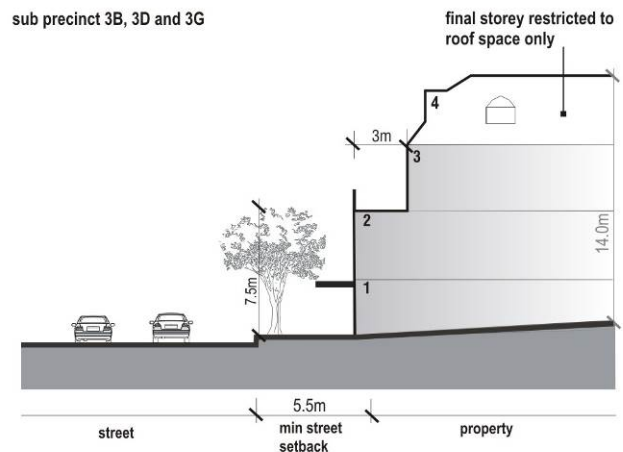 sub precinct 3B, 3D and 3G
final storey restricted to
roof space only
4
3m
3
2
14.0m
7.5m
1
5.5m
street
min street
setback
property